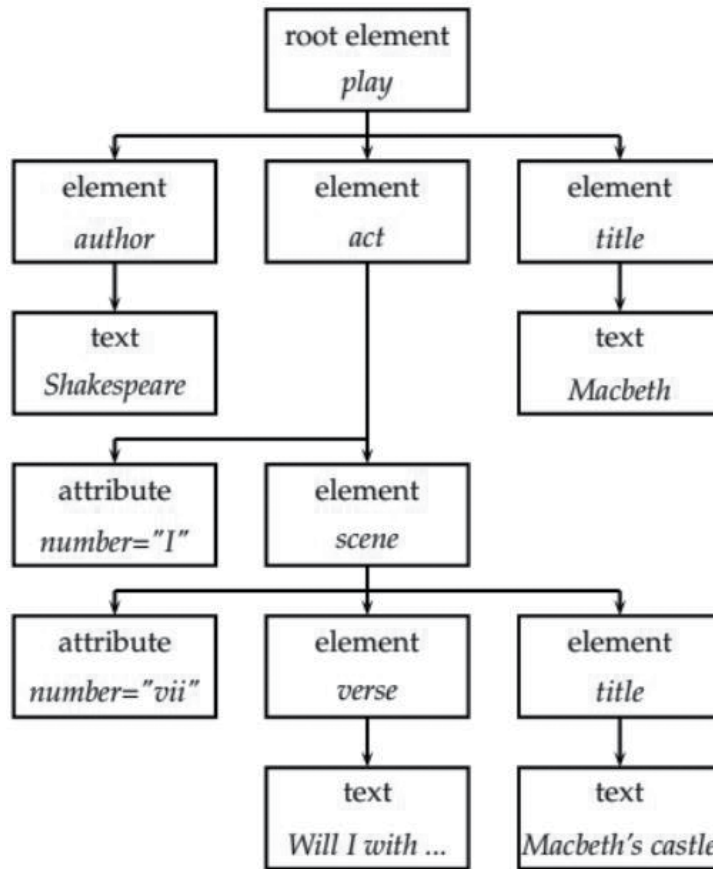 root element
play
element
author
element
act
element
title
text
Shakespeare
text
Macbeth
attribute
number="I"
element
scene
attribute
number="vii"
element
verse
element
title
text
Will I with ...
text
Macbeth's castle